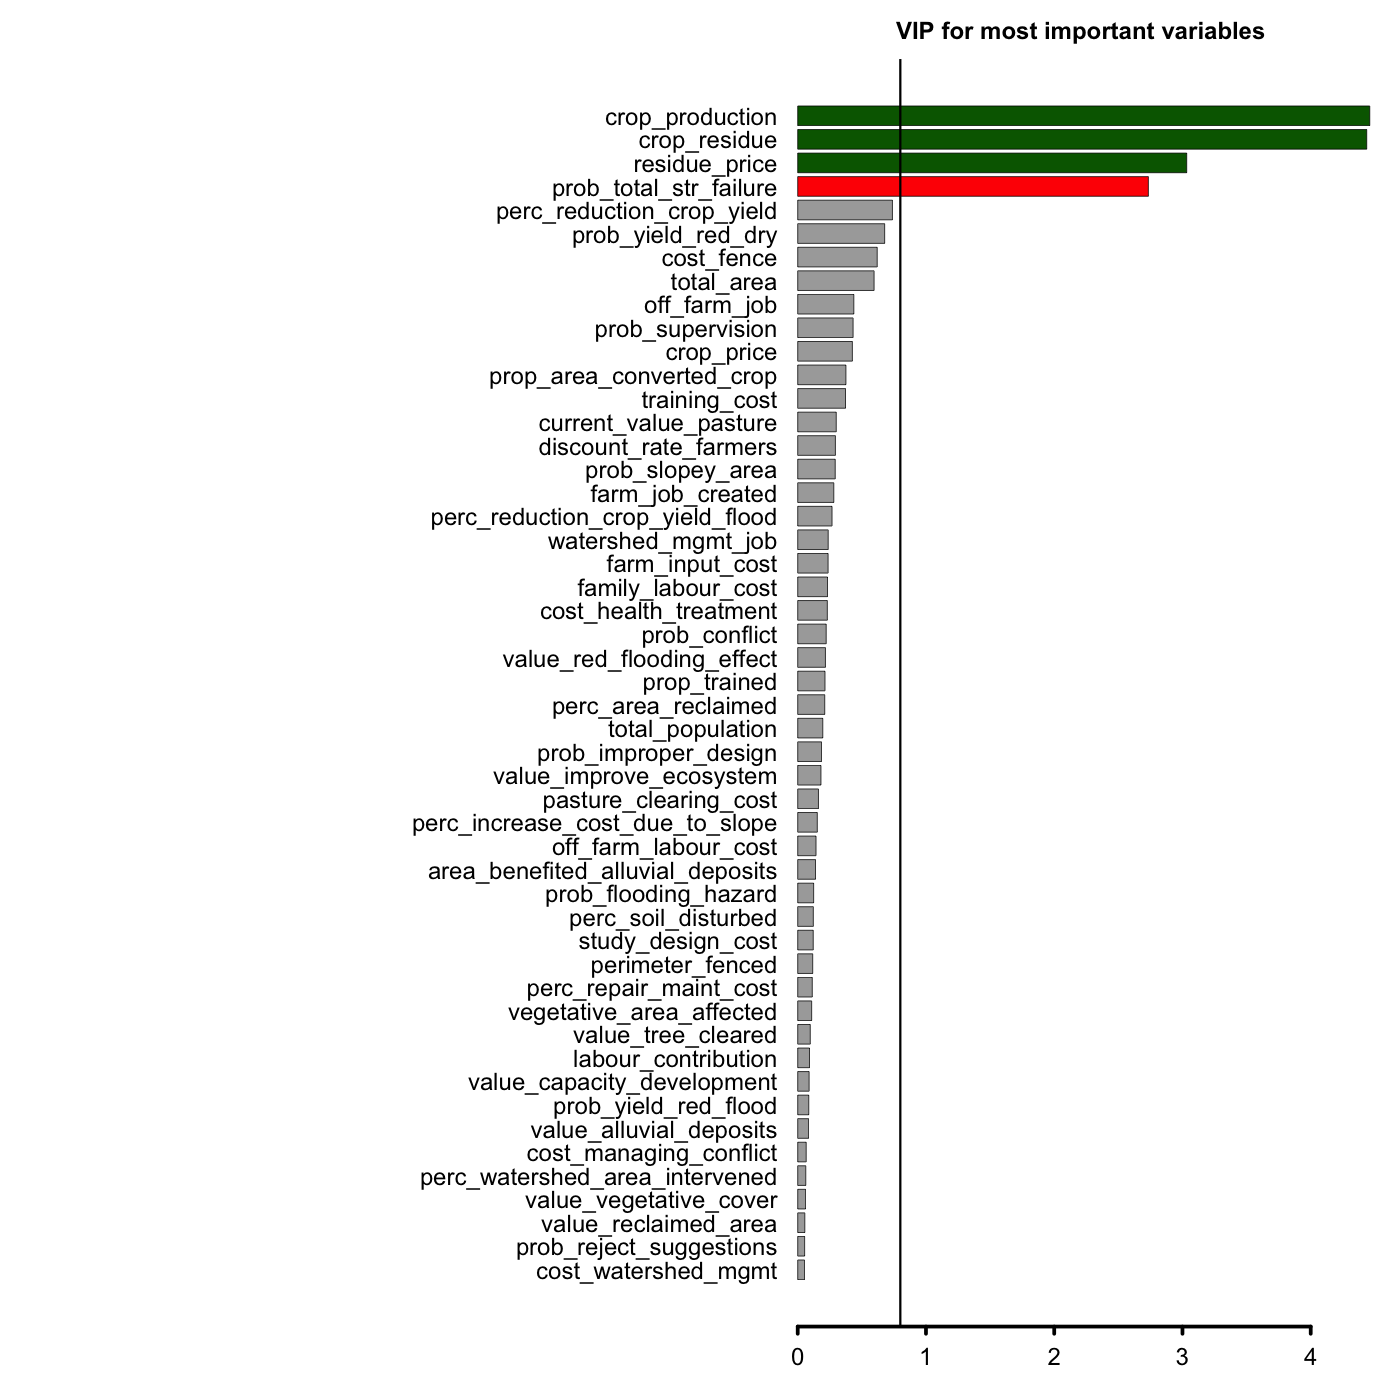 VIP for most important variables
crop_production
crop_residue
residue_price
prob_total_str_failure
perc_reduction_crop_yield
prob_yield_red_dry
cost_fence
total_area
off_farm_job
prob_supervision
crop_price
prop_area_converted_crop
training_cost
current_value_pasture
discount_rate_farmers
prob_slopey_area
farm_job_created
perc_reduction_crop_yield_flood
watershed_mgmt_job
farm_input_cost
family_labour_cost
cost_health_treatment
prob_conflict
value_red_flooding_effect
prop_trained
perc_area_reclaimed
total_population
prob_improper_design
value_improve_ecosystem
pasture_clearing_cost
perc_increase_cost_due_to_slope
off_farm_labour_cost
area_benefited_alluvial_deposits
prob_flooding_hazard
perc_soil_disturbed
study_design_cost
perimeter_fenced
perc_repair_maint_cost
vegetative_area_affected
value_tree_cleared
labour_contribution
value_capacity_development
prob_yield_red_flood
value_alluvial_deposits
cost_managing_conflict
perc_watershed_area_intervened
value_vegetative_cover
value_reclaimed_area
prob_reject_suggestions
cost_watershed_mgmt
0 1 2 3 4